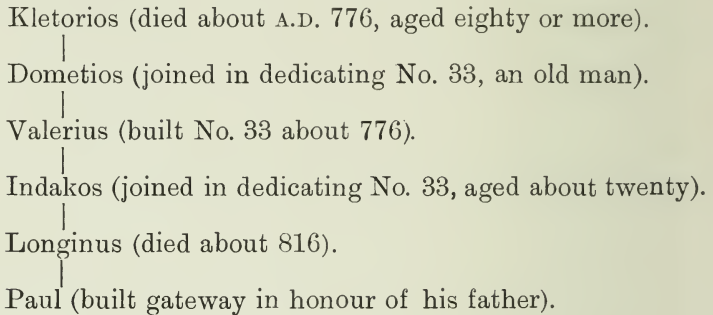 Kletorios (died about A.D. 776, aged eighty or more).
Dometios (joined in dedicating No. 33, an old man).
Valerius (built No. 33 about 776).
Indakos (joined in dedicating No. 33, aged about twenty).
Longinus (died about 816).
Paul (built gateway in honour of his father).